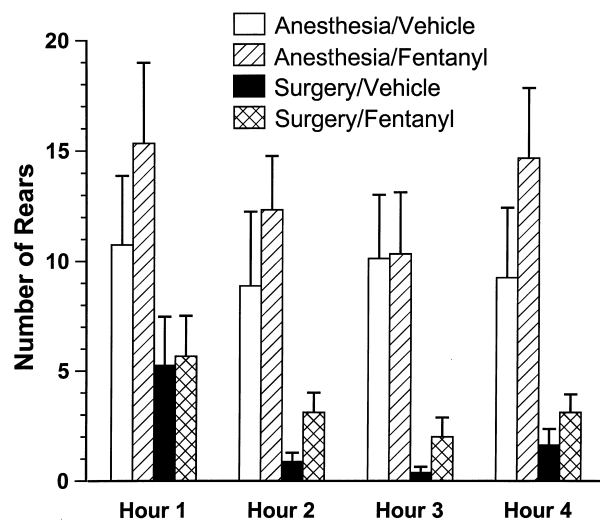 Anesthesia/Vehicle
Anesthesia/Fentanyl
Surgery/Vehicle
Surgery/Fentanyl
20
15
10
5
0
Number of Rears
Hour 1 Hour 2 Hour 3 Hour 4